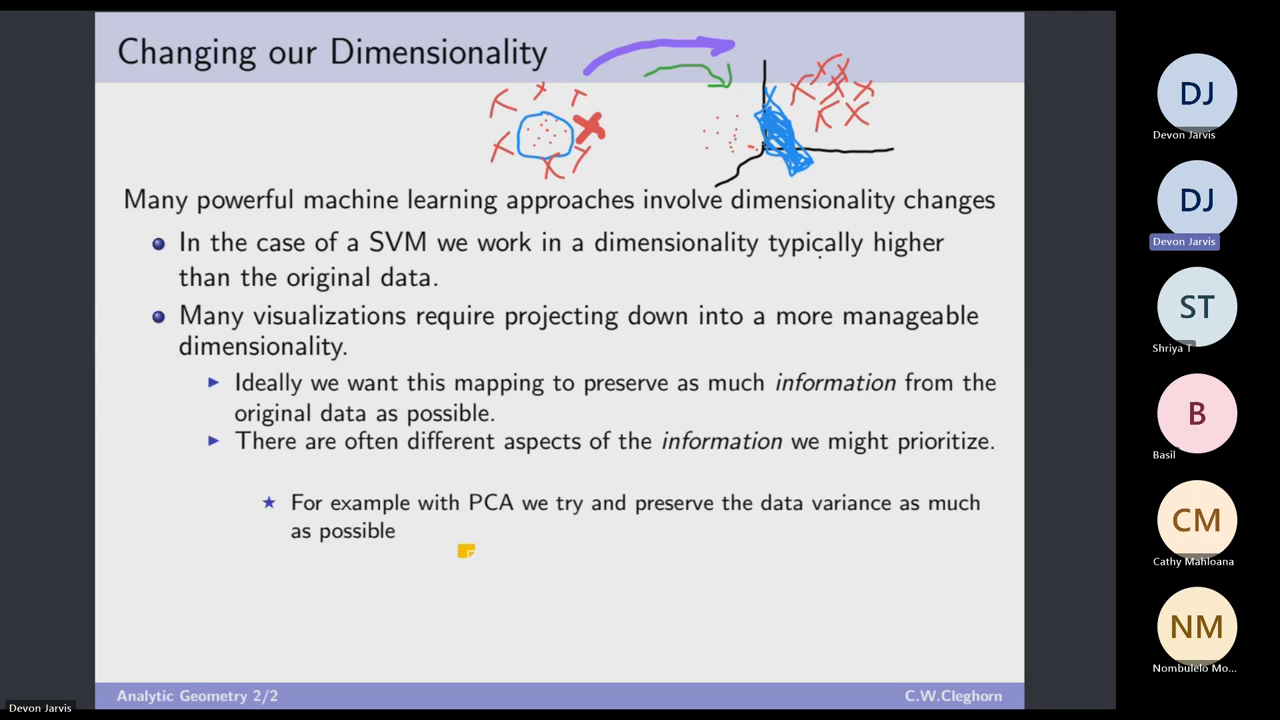 Changing our Dimensionality
Many powerful machine learning approaches involve dimensionality changes
In the case of a SVM we work in a dimensionality typically higher
than the original data.
Many visualizations require projecting down into a more manageable
dimensionality.
Ideally we want this mapping to preserve as much information from the
original data as possible.
There are often different aspects of the information we might prioritize.
For example with PCA we try and preserve the data variance as much
as possible
Analytic Geometry 2/2
C.W.Cleghorn
DJ
Devon Jarvis
DJ
Devon Jarvis
ST
Shriya T
B
Basil
CM
Cathy Mahloana
NM
Nombulelo Mo...
Devon Jarvis